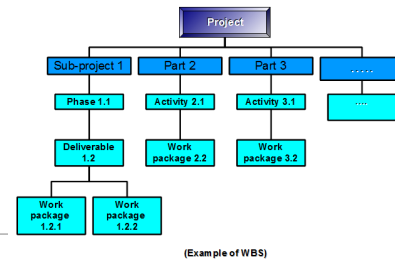 Project
Sub-project 1
Part 2
Part 3
.....
Phase 1.1
Activity 2.1
Activity 3.1
....
Deliverable
1.2
Work
package 2.2
Work
package 3.2
Work
package
1.2.1
Work
package
1.2.2
(Example of WBS)